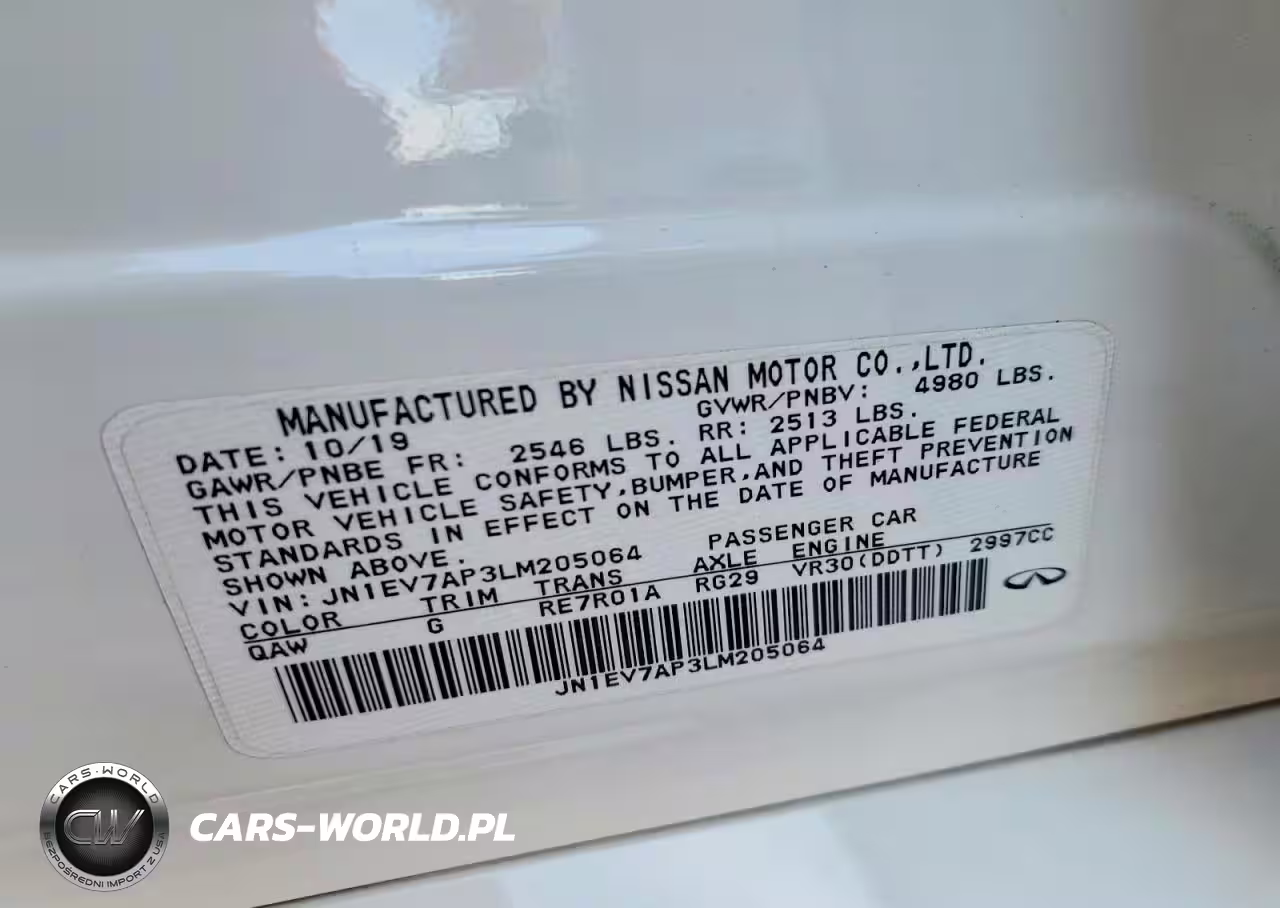 MANUFACTURED BY NISSAN MOTOR CO.,LTD.
DATE: 10/19 GVWR/PNBV: 4980 LBS.
GAWR/PNBE FR: 2546 LBS. RR: 2513 LBS.
THIS VEHICLE CONFORMS TO ALL APPLICABLE FEDERAL
MOTOR VEHICLE SAFETY,BUMPER,AND THEFT PREVENTION
STANDARDS IN EFFECT ON THE DATE OF MANUFACTURE
SHOWN ABOVE.
VIN: JN1EV7AP3LM205064 PASSENGER CAR
COLOR TRIM TRANS AXLE ENGINE
QAW G RE7R01A RG29 VR30(DDTT) 2997CC
JN1EV7AP3LM205064
CARS-WORLD
CW
BEZPOŚREDNI IMPORT Z USA
CARS-WORLD.PL